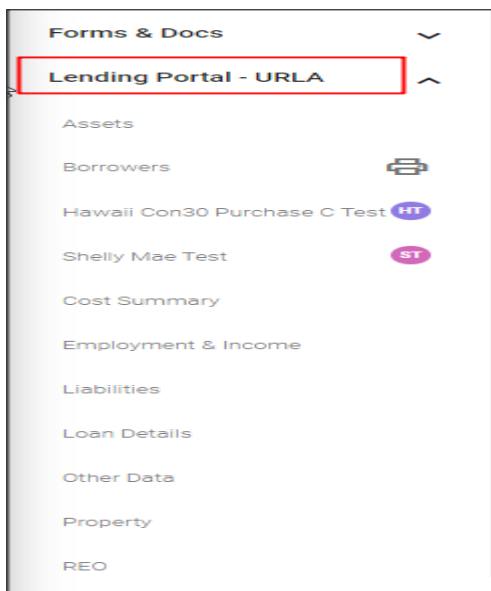 Forms & Docs
Lending Portal - URLA
Assets
Borrowers
Hawaii Con30 Purchase C Test HT
Shelly Mae Test ST
Cost Summary
Employment & Income
Liabilities
Loan Details
Other Data
Property
REO